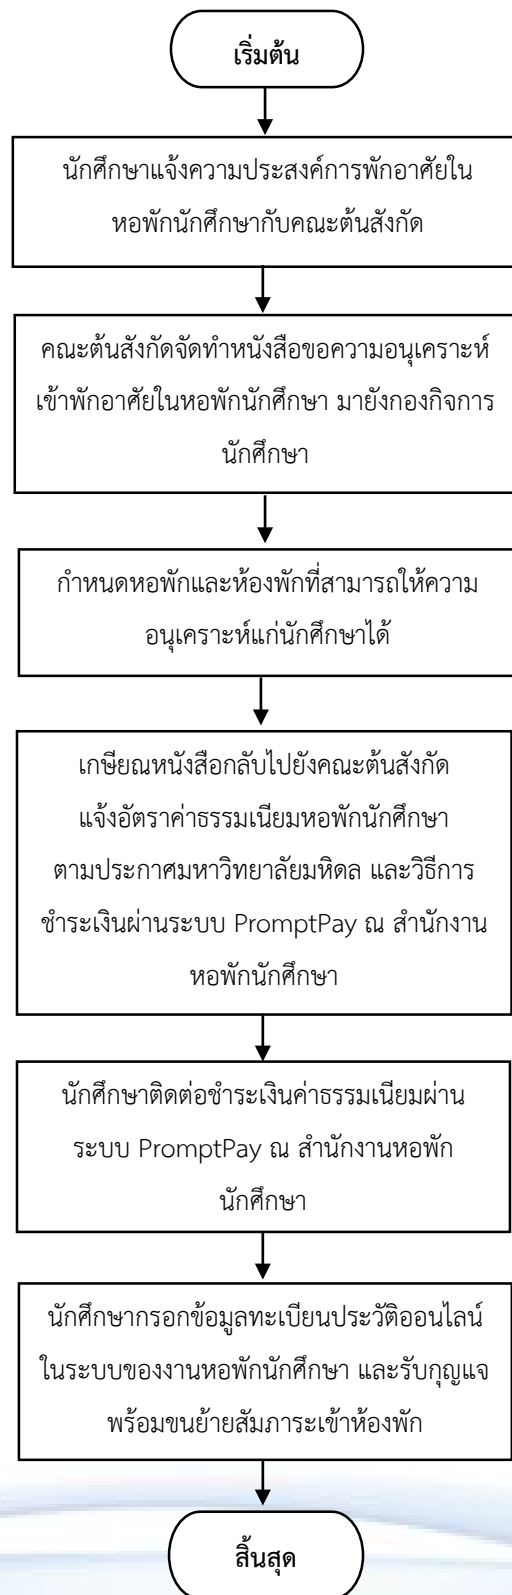 เริ่มต้น
นักศึกษาแจ้งความประสงค์การพักอาศัยใน
หอพักนักศึกษากับคณะต้นสังกัด
คณะต้นสังกัดจัดทำหนังสือขอความอนุเคราะห์
เข้าพักอาศัยในหอพักนักศึกษา มายังกองกิจการ
นักศึกษา
กำหนดหอพักและห้องพักที่สามารถให้ความ
อนุเคราะห์แก่นักศึกษาได้
เกษียณหนังสือกลับไปยังคณะต้นสังกัด
แจ้งอัตราค่าธรรมเนียมหอพักนักศึกษา
ตามประกาศมหาวิทยาลัยมหิดล และวิธีการ
ชำระเงินผ่านระบบ PromptPay ณ สำนักงาน
หอพักนักศึกษา
นักศึกษาติดต่อชำระเงินค่าธรรมเนียมผ่าน
ระบบ PromptPay ณ สำนักงานหอพัก
นักศึกษา
นักศึกษากรอกข้อมูลทะเบียนประวัติออนไลน์
ในระบบของงานหอพักนักศึกษา และรับกุญแจ
พร้อมขนย้ายสัมภาระเข้าห้องพัก
สิ้นสุด